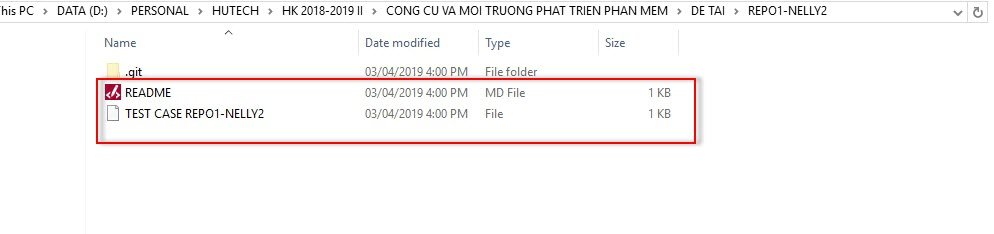 his PC > DATA (D:) > PERSONAL > HUTECH > HK 2018-2019 II > CONG CU VA MOI TRUONG PHAT TRIEN PHAN MEM > DE TAI > REPO1-NELLY2
Name Date modified Type Size
.git 03/04/2019 4:00 PM File folder
README 03/04/2019 4:00 PM MD File 1 KB
TEST CASE REPO1-NELLY2 03/04/2019 4:00 PM File 1 KB